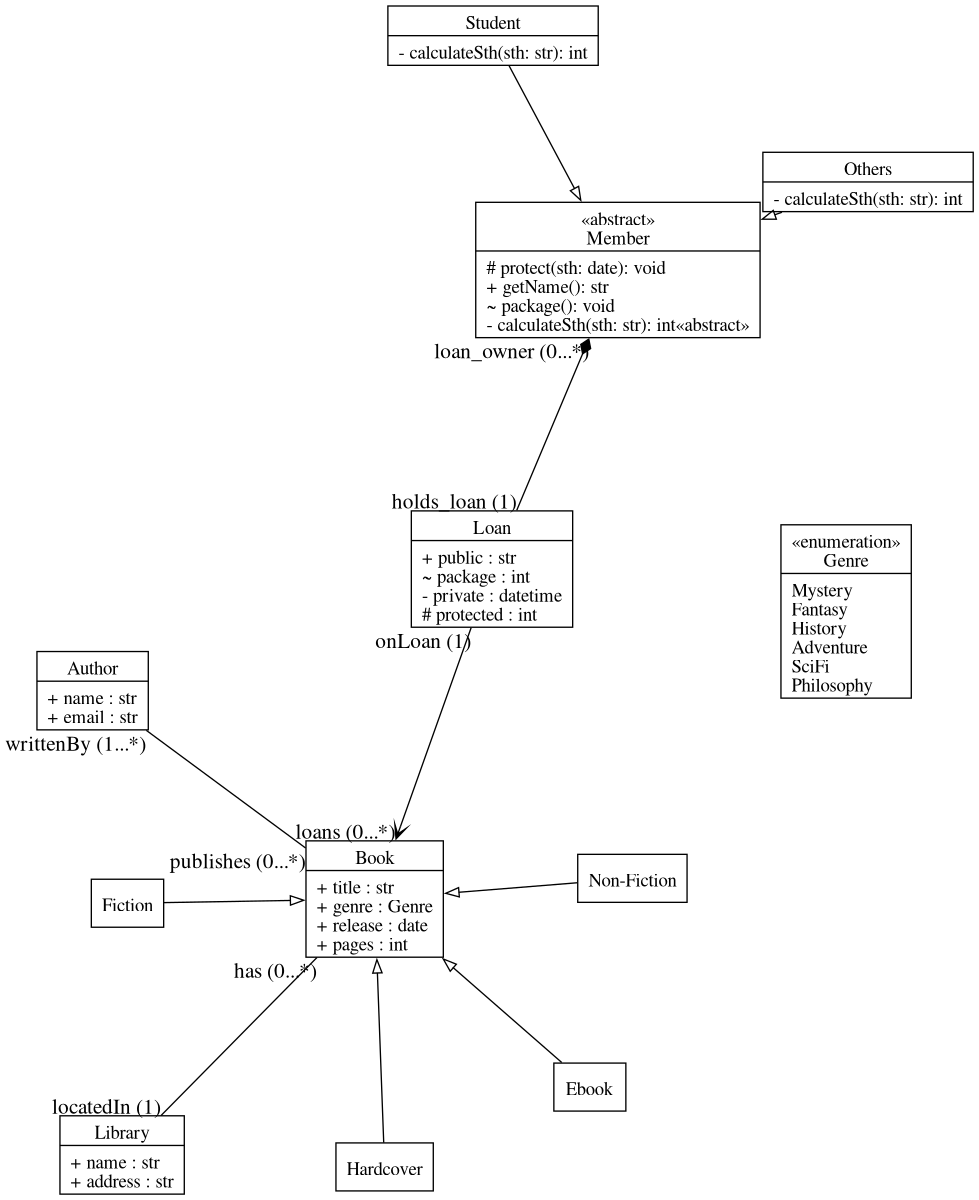 Student
- calculateSth(sth: str): int
Others
- calculateSth(sth: str): int
«abstract»
Member
# protect(sth: date): void
+ getName(): str
~ package(): void
- calculateSth(sth: str): int«abstract»
loan_owner (0...*)
holds_loan (1)
Loan
+ public : str
~ package : int
- private : datetime
# protected : int
onLoan (1)
«enumeration»
Genre
Mystery
Fantasy
History
Adventure
SciFi
Philosophy
Author
+ name : str
+ email : str
writtenBy (1...*)
loans (0...*)
publishes (0...*)
Book
+ title : str
+ genre : Genre
+ release : date
+ pages : int
Fiction
Non-Fiction
has (0...*)
Ebook
locatedIn (1)
Library
+ name : str
+ address : str
Hardcover